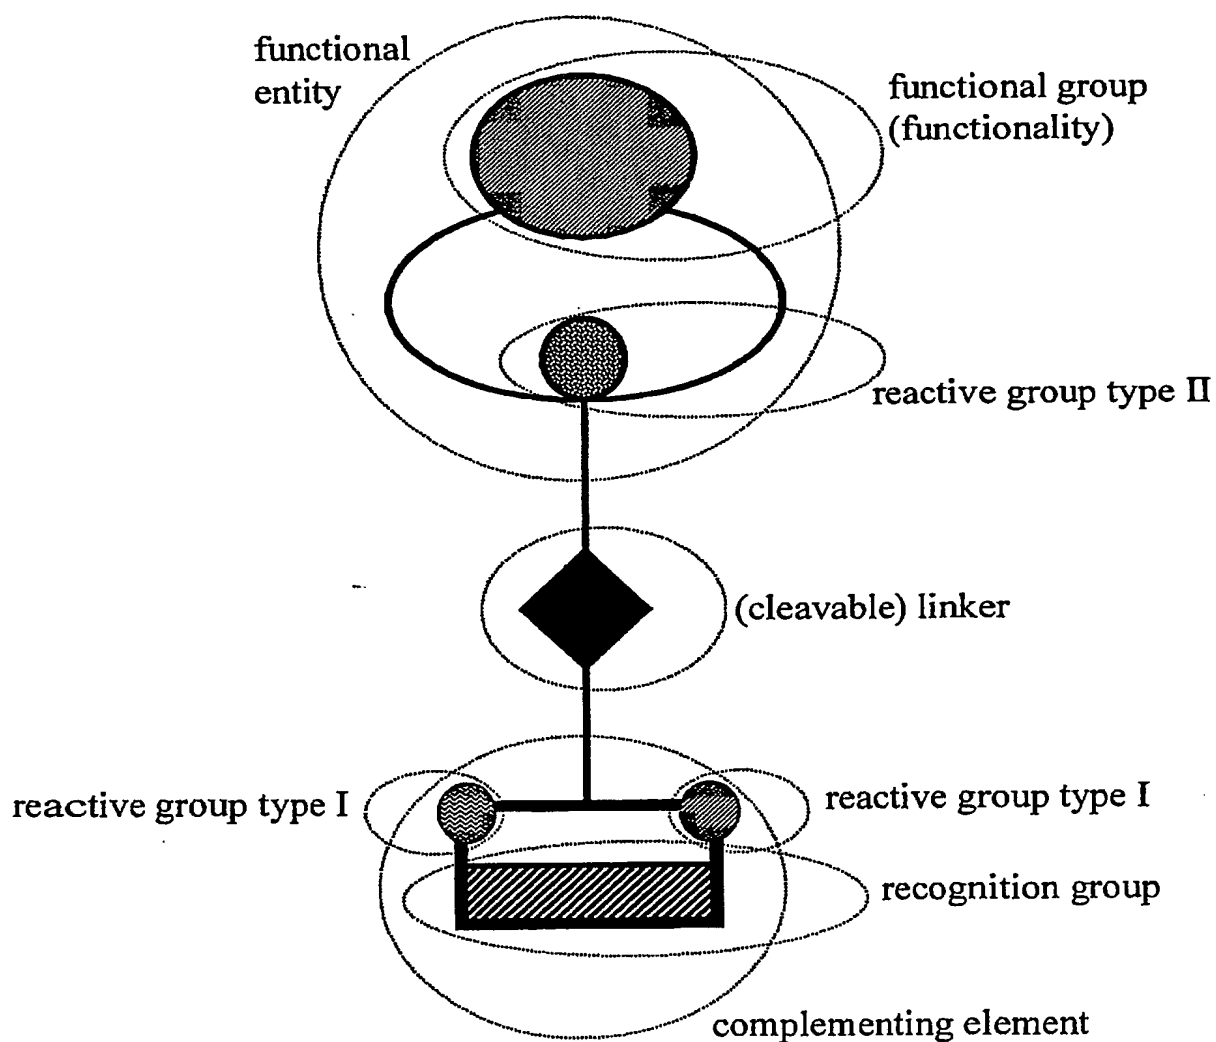 functional
entity
functional group
(functionality)
reactive group type II
(cleavable) linker
reactive group type I
reactive group type I
recognition group
complementing element